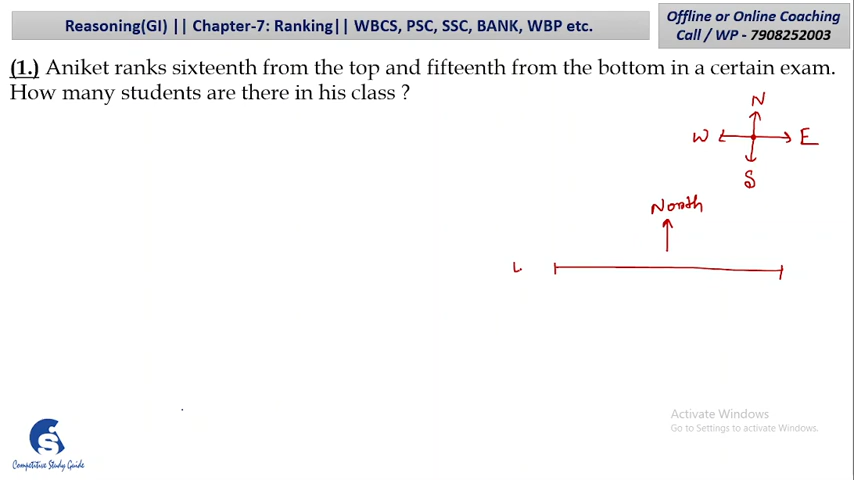 Reasoning(GI) || Chapter-7: Ranking|| WBCS, PSC, SSC, BANK, WBP etc.
Offline or Online Coaching
Call / WP - 7908252003
(1.) Aniket ranks sixteenth from the top and fifteenth from the bottom in a certain exam.
How many students are there in his class ?
N
W E
S
North
L
Activate Windows
Go to Settings to activate Windows.
S
Competitive Study Guide